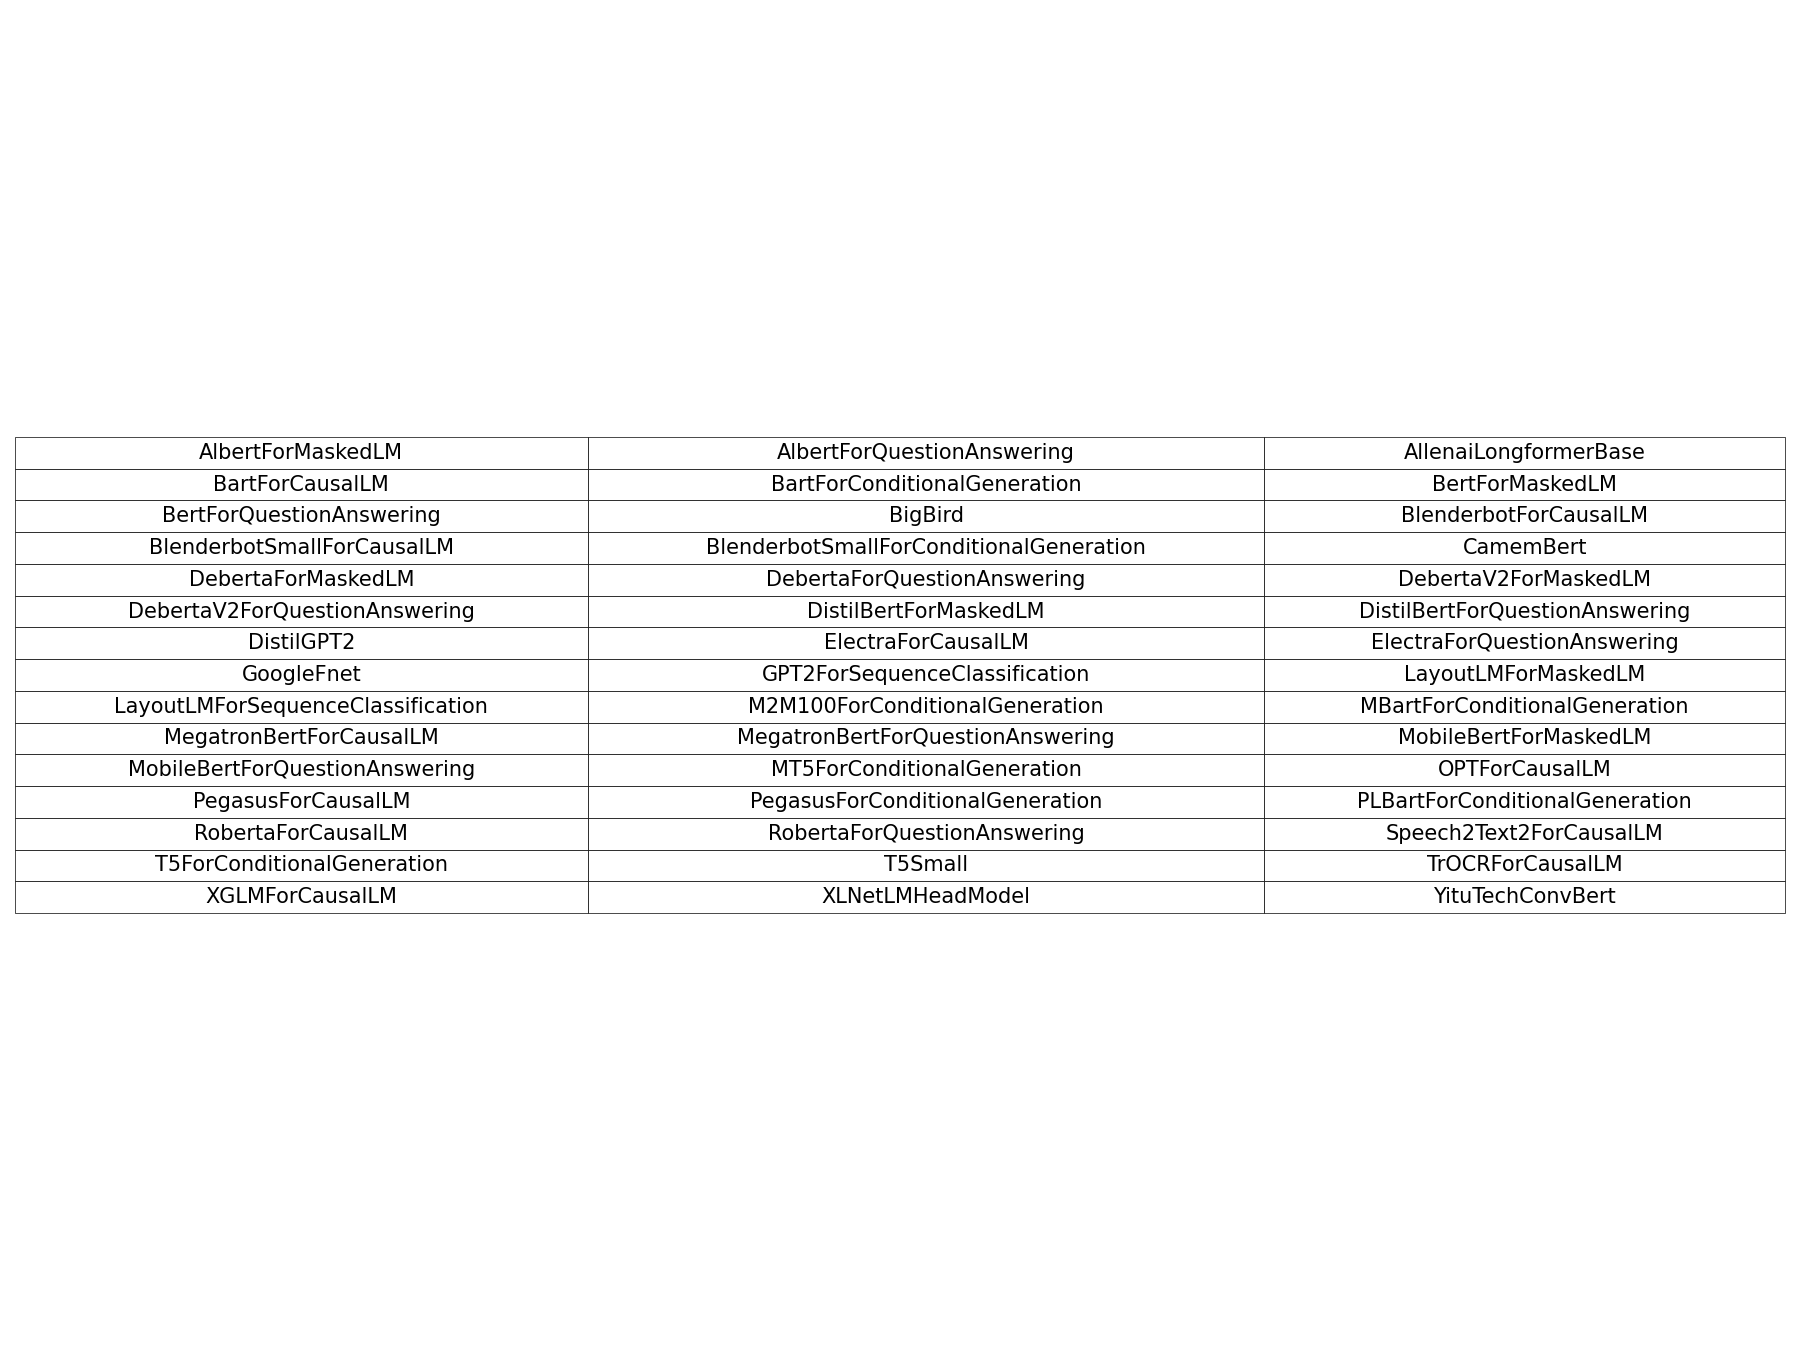 AlbertForMaskedLM AlbertForQuestionAnswering AllenaiLongformerBase
BartForCausalLM BartForConditionalGeneration BertForMaskedLM
BertForQuestionAnswering BigBird BlenderbotForCausalLM
BlenderbotSmallForCausalLM BlenderbotSmallForConditionalGeneration CamemBert
DebertaForMaskedLM DebertaForQuestionAnswering DebertaV2ForMaskedLM
DebertaV2ForQuestionAnswering DistilBertForMaskedLM DistilBertForQuestionAnswering
DistilGPT2 ElectraForCausalLM ElectraForQuestionAnswering
GoogleFnet GPT2ForSequenceClassification LayoutLMForMaskedLM
LayoutLMForSequenceClassification M2M100ForConditionalGeneration MBartForConditionalGeneration
MegatronBertForCausalLM MegatronBertForQuestionAnswering MobileBertForMaskedLM
MobileBertForQuestionAnswering MT5ForConditionalGeneration OPTForCausalLM
PegasusForCausalLM PegasusForConditionalGeneration PLBartForConditionalGeneration
RobertaForCausalLM RobertaForQuestionAnswering Speech2Text2ForCausalLM
T5ForConditionalGeneration T5Small TrOCRForCausalLM
XGLMForCausalLM XLNetLMHeadModel YituTechConvBert